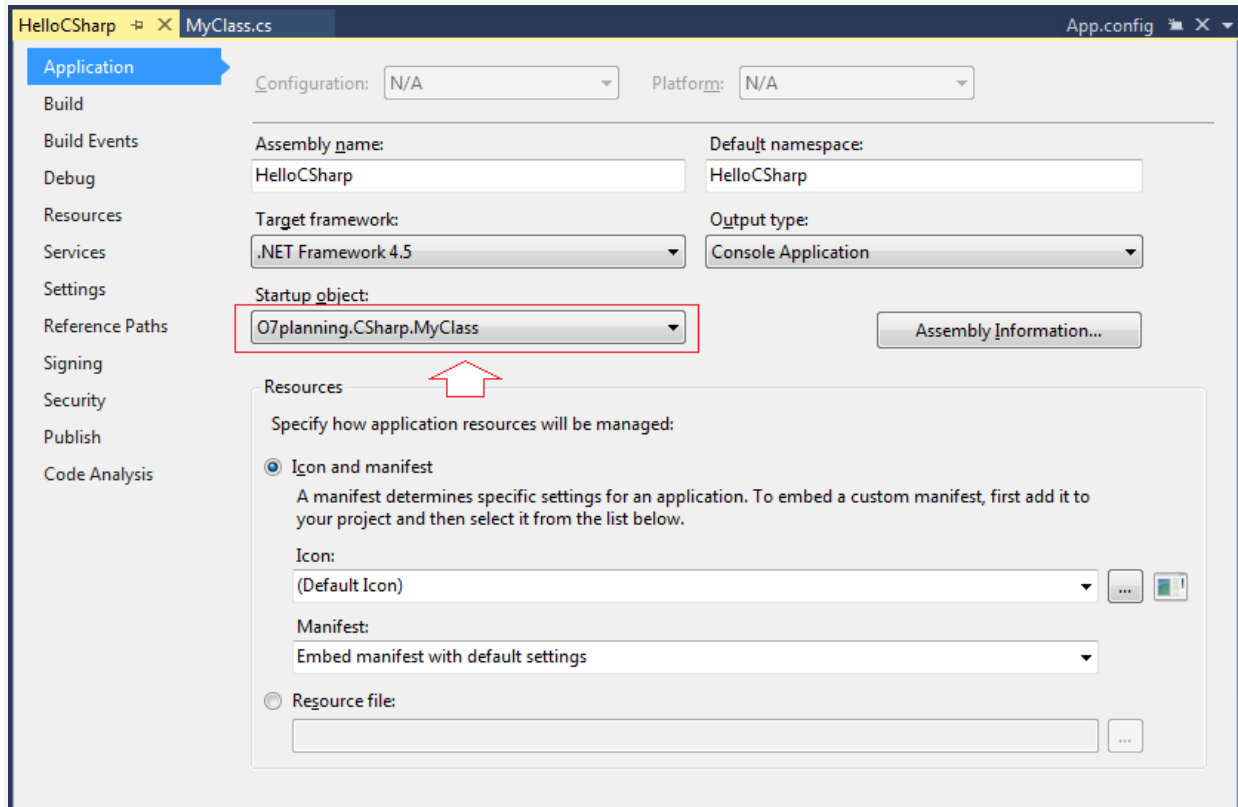 HelloCSharp
MyClass.cs
App.config
Application
Build
Build Events
Debug
Resources
Services
Settings
Reference Paths
Signing
Security
Publish
Code Analysis
Configuration: N/A Platform: N/A
Assembly name: Default namespace:
HelloCSharp HelloCSharp
Target framework: Output type:
.NET Framework 4.5 Console Application
Startup object:
O7planning.CSharp.MyClass Assembly Information...
Resources
Specify how application resources will be managed:
Icon and manifest
A manifest determines specific settings for an application. To embed a custom manifest, first add it to
your project and then select it from the list below.
Icon:
(Default Icon) ...
Manifest:
Embed manifest with default settings
Resource file:
...